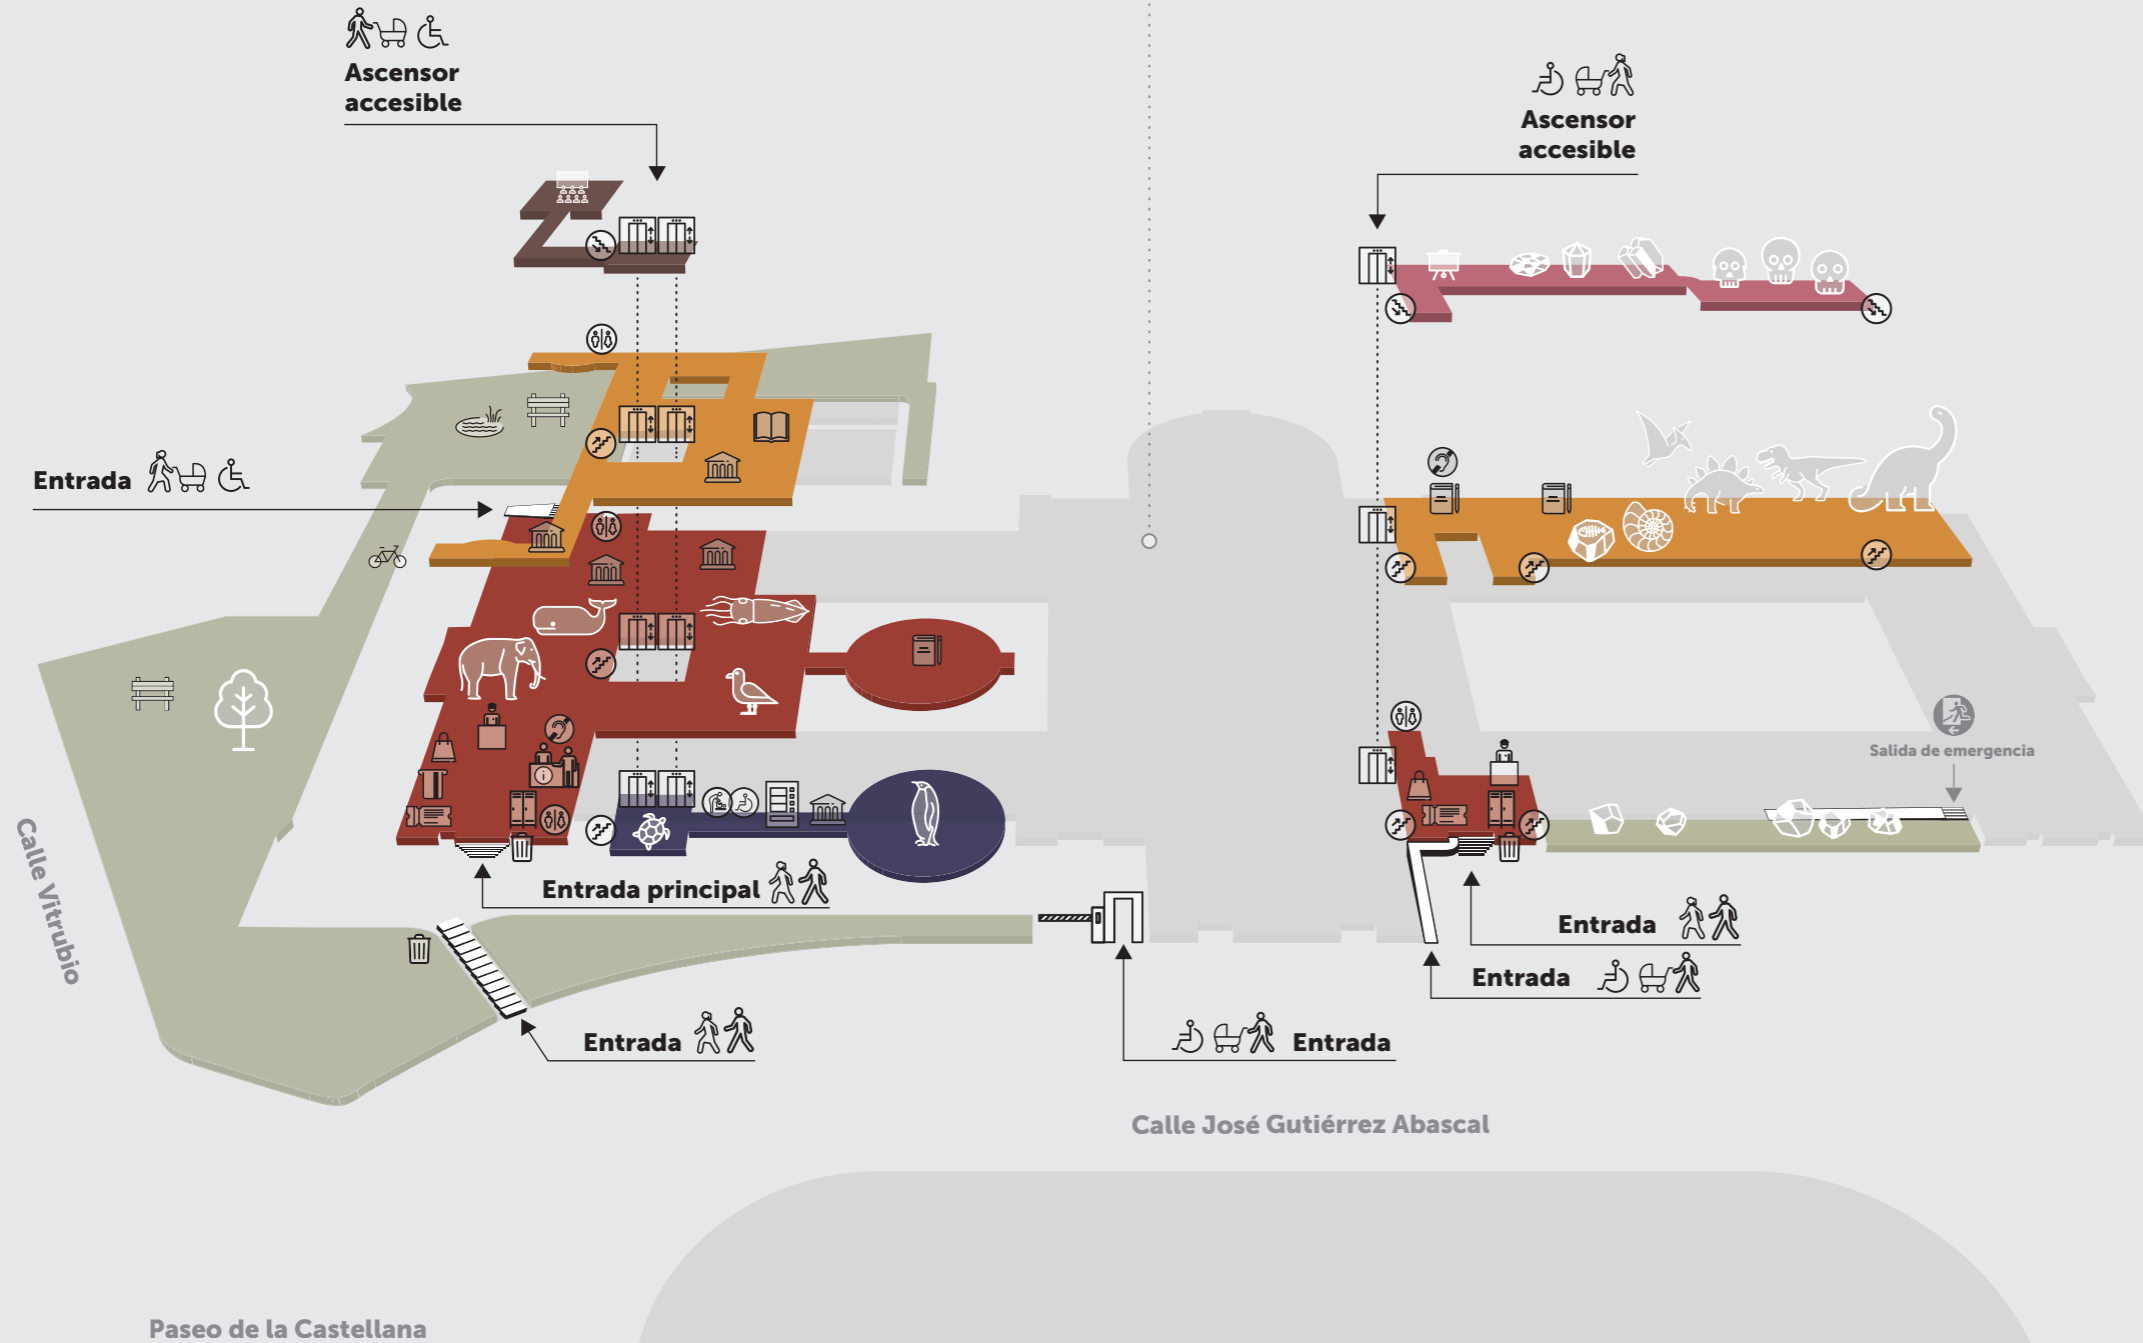 Ascensor
accesible
Ascensor
accesible
Entrada
Salida de emergencia
Calle Vitrubio
Entrada principal
Entrada
Entrada
Entrada
Entrada
Calle José Gutiérrez Abascal
Paseo de la Castellana